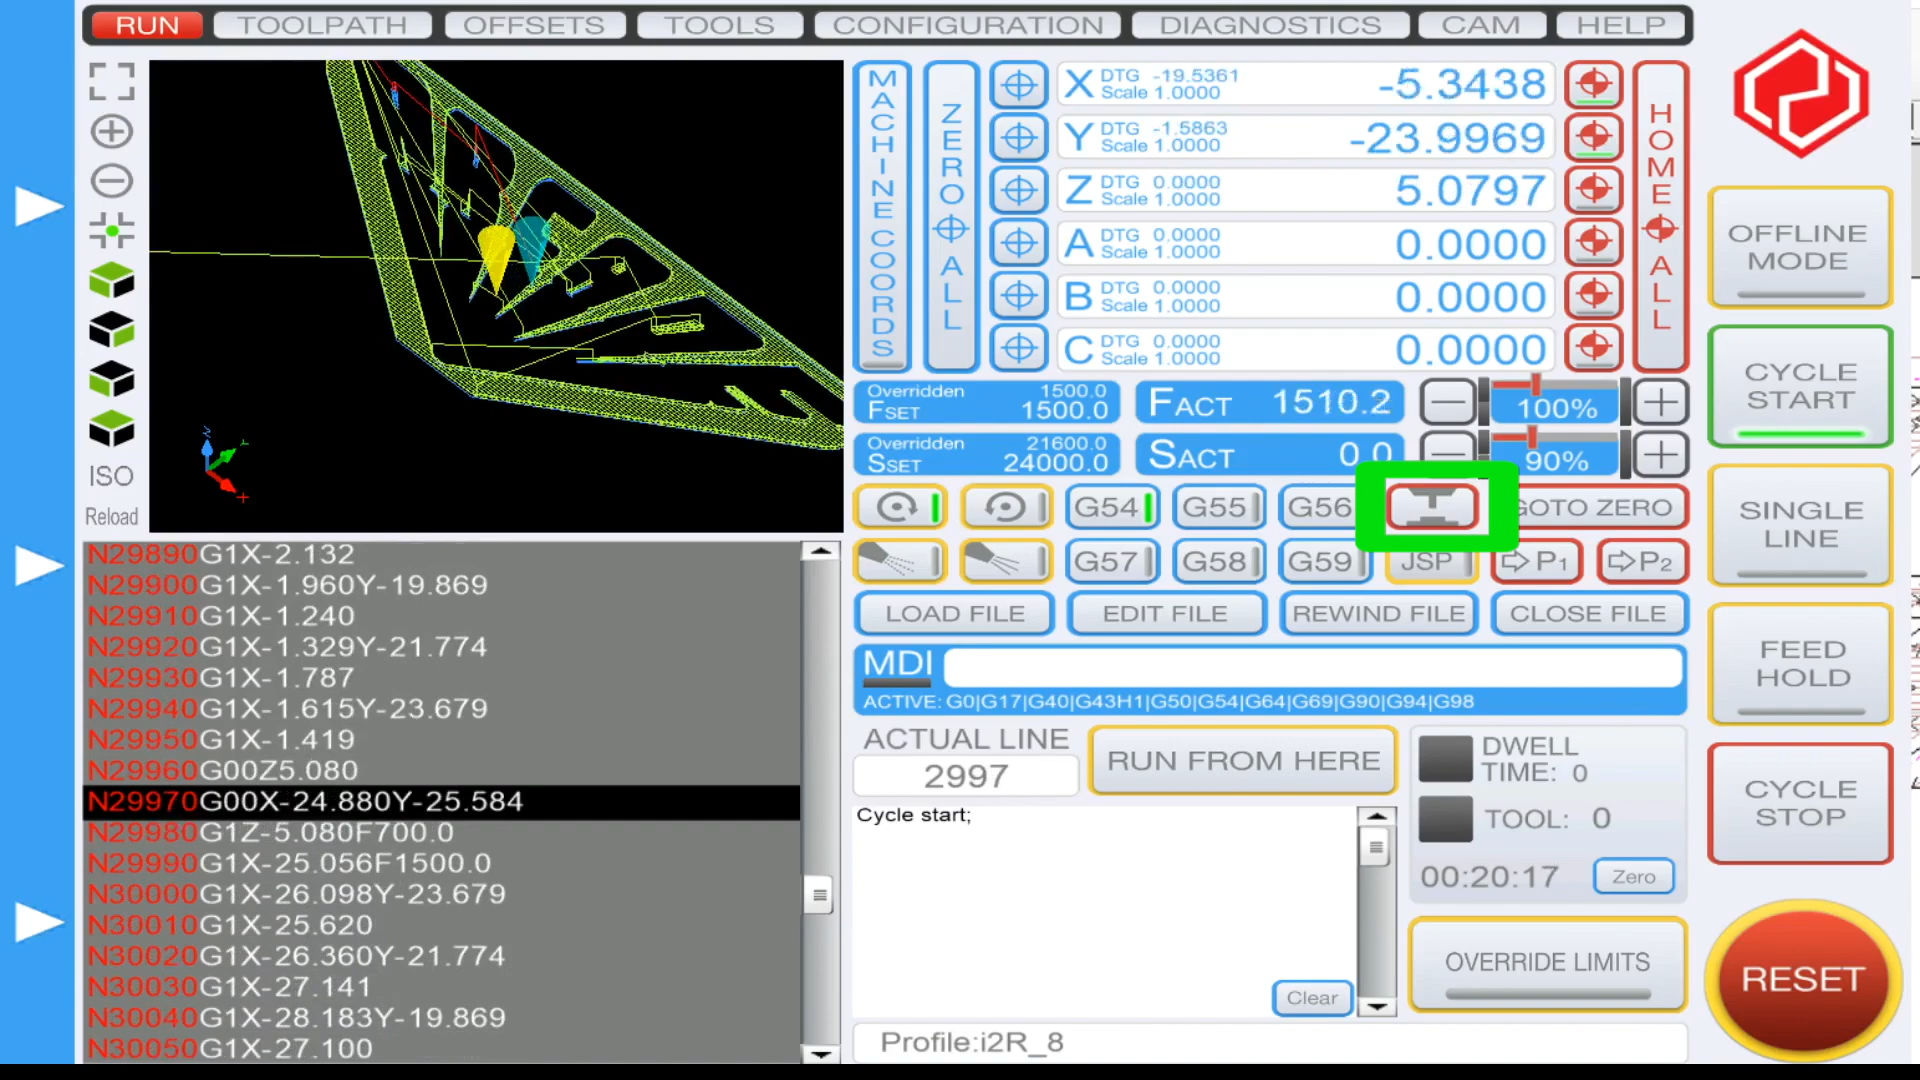 RUN TOOLPATH OFFSETS TOOLS CONFIGURATION DIAGNOSTICS CAM HELP
ISO
Reload
MACHINE COORDS
ZERO ALL
X DTG -19.5361 Scale 1.0000 -5.3438
Y DTG -1.5863 Scale 1.0000 -23.9969
Z DTG 0.0000 Scale 1.0000 5.0797
A DTG 0.0000 Scale 1.0000 0.0000
B DTG 0.0000 Scale 1.0000 0.0000
C DTG 0.0000 Scale 1.0000 0.0000
HOME ALL
Overridden 1500.0
FSET 1500.0
FACT 1510.2
100%
Overridden 21600.0
SSET 24000.0
SACT 0.0
90%
G54 G55 G56 GOTO ZERO
G57 G58 G59 JSP P1 P2
LOAD FILE EDIT FILE REWIND FILE CLOSE FILE
MDI
ACTIVE: G0|G17|G40|G43H1|G50|G54|G64|G69|G90|G94|G98
ACTUAL LINE
2997
RUN FROM HERE
DWELL
TIME: 0
TOOL: 0
00:20:17 Zero
Cycle start;
Clear
OVERRIDE LIMITS
Profile:i2R_8
N29890G1X-2.132
N29900G1X-1.960Y-19.869
N29910G1X-1.240
N29920G1X-1.329Y-21.774
N29930G1X-1.787
N29940G1X-1.615Y-23.679
N29950G1X-1.419
N29960G00Z5.080
N29970G00X-24.880Y-25.584
N29980G1Z-5.080F700.0
N29990G1X-25.056F1500.0
N30000G1X-26.098Y-23.679
N30010G1X-25.620
N30020G1X-26.360Y-21.774
N30030G1X-27.141
N30040G1X-28.183Y-19.869
N30050G1X-27.100
OFFLINE
MODE
CYCLE
START
SINGLE
LINE
FEED
HOLD
CYCLE
STOP
RESET